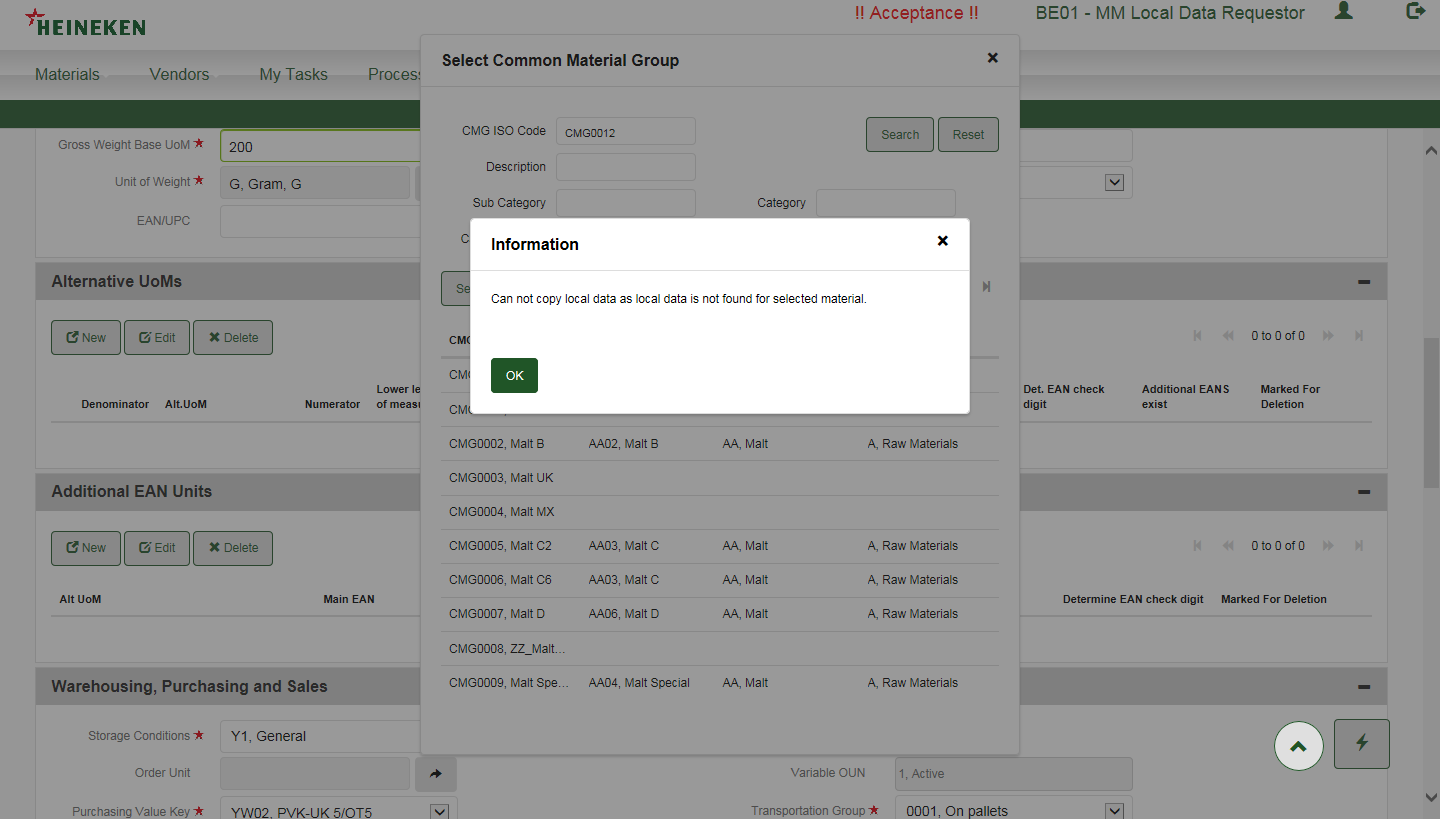 HEINEKEN
!! Acceptance !!
BE01 - MM Local Data Requestor
Materials
Vendors
My Tasks
Process
Select Common Material Group
Gross Weight Base UoM *
200
Unit of Weight *
G, Gram, G
EAN/UPC
CMG ISO Code
CMG0012
Search
Reset
Description
Sub Category
Category
Information
Can not copy local data as local data is not found for selected material.
OK
Alternative UoMs
New
Edit
Delete
0 to 0 of 0
Denominator
Alt.UoM
Numerator
Lower le
of measu
Det. EAN check
digit
Additional EANS
exist
Marked For
Deletion
CMG0002, Malt B
AA02, Malt B
AA, Malt
A, Raw Materials
CMG0003, Malt UK
CMG0004, Malt MX
CMG0005, Malt C2
AA03, Malt C
AA, Malt
A, Raw Materials
CMG0006, Malt C6
AA03, Malt C
AA, Malt
A, Raw Materials
CMG0007, Malt D
AA06, Malt D
AA, Malt
A, Raw Materials
CMG0008, ZZ_Malt...
CMG0009, Malt Spe...
AA04, Malt Special
AA, Malt
A, Raw Materials
Additional EAN Units
New
Edit
Delete
0 to 0 of 0
Alt UoM
Main EAN
Determine EAN check digit
Marked For Deletion
Warehousing, Purchasing and Sales
Storage Conditions *
Y1, General
Order Unit
Variable OUN
1, Active
Purchasing Value Key *
YW02, PVK-UK 5/OT5
Transportation Group *
0001, On pallets